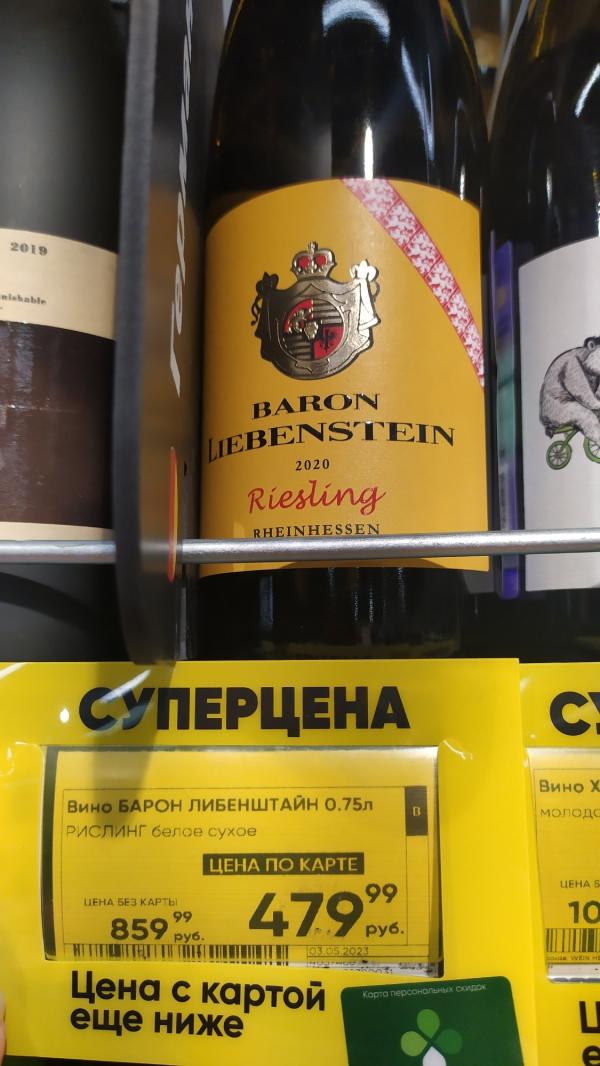 2019
BARON
LIEBENSTEIN
2020
Riesling
RHEINHESSEN
СУПЕРЦЕНА
Вино БАРОН ЛИБЕНШТАЙН 0.75л
В
РИСЛИНГ белое сухое
ЦЕНА ПО КАРТЕ
ЦЕНА БЕЗ КАРТЫ
859 99 руб.
479 99 руб.
03.05.2023
Цена с картой
еще ниже
Карта персональных скидок
Вино